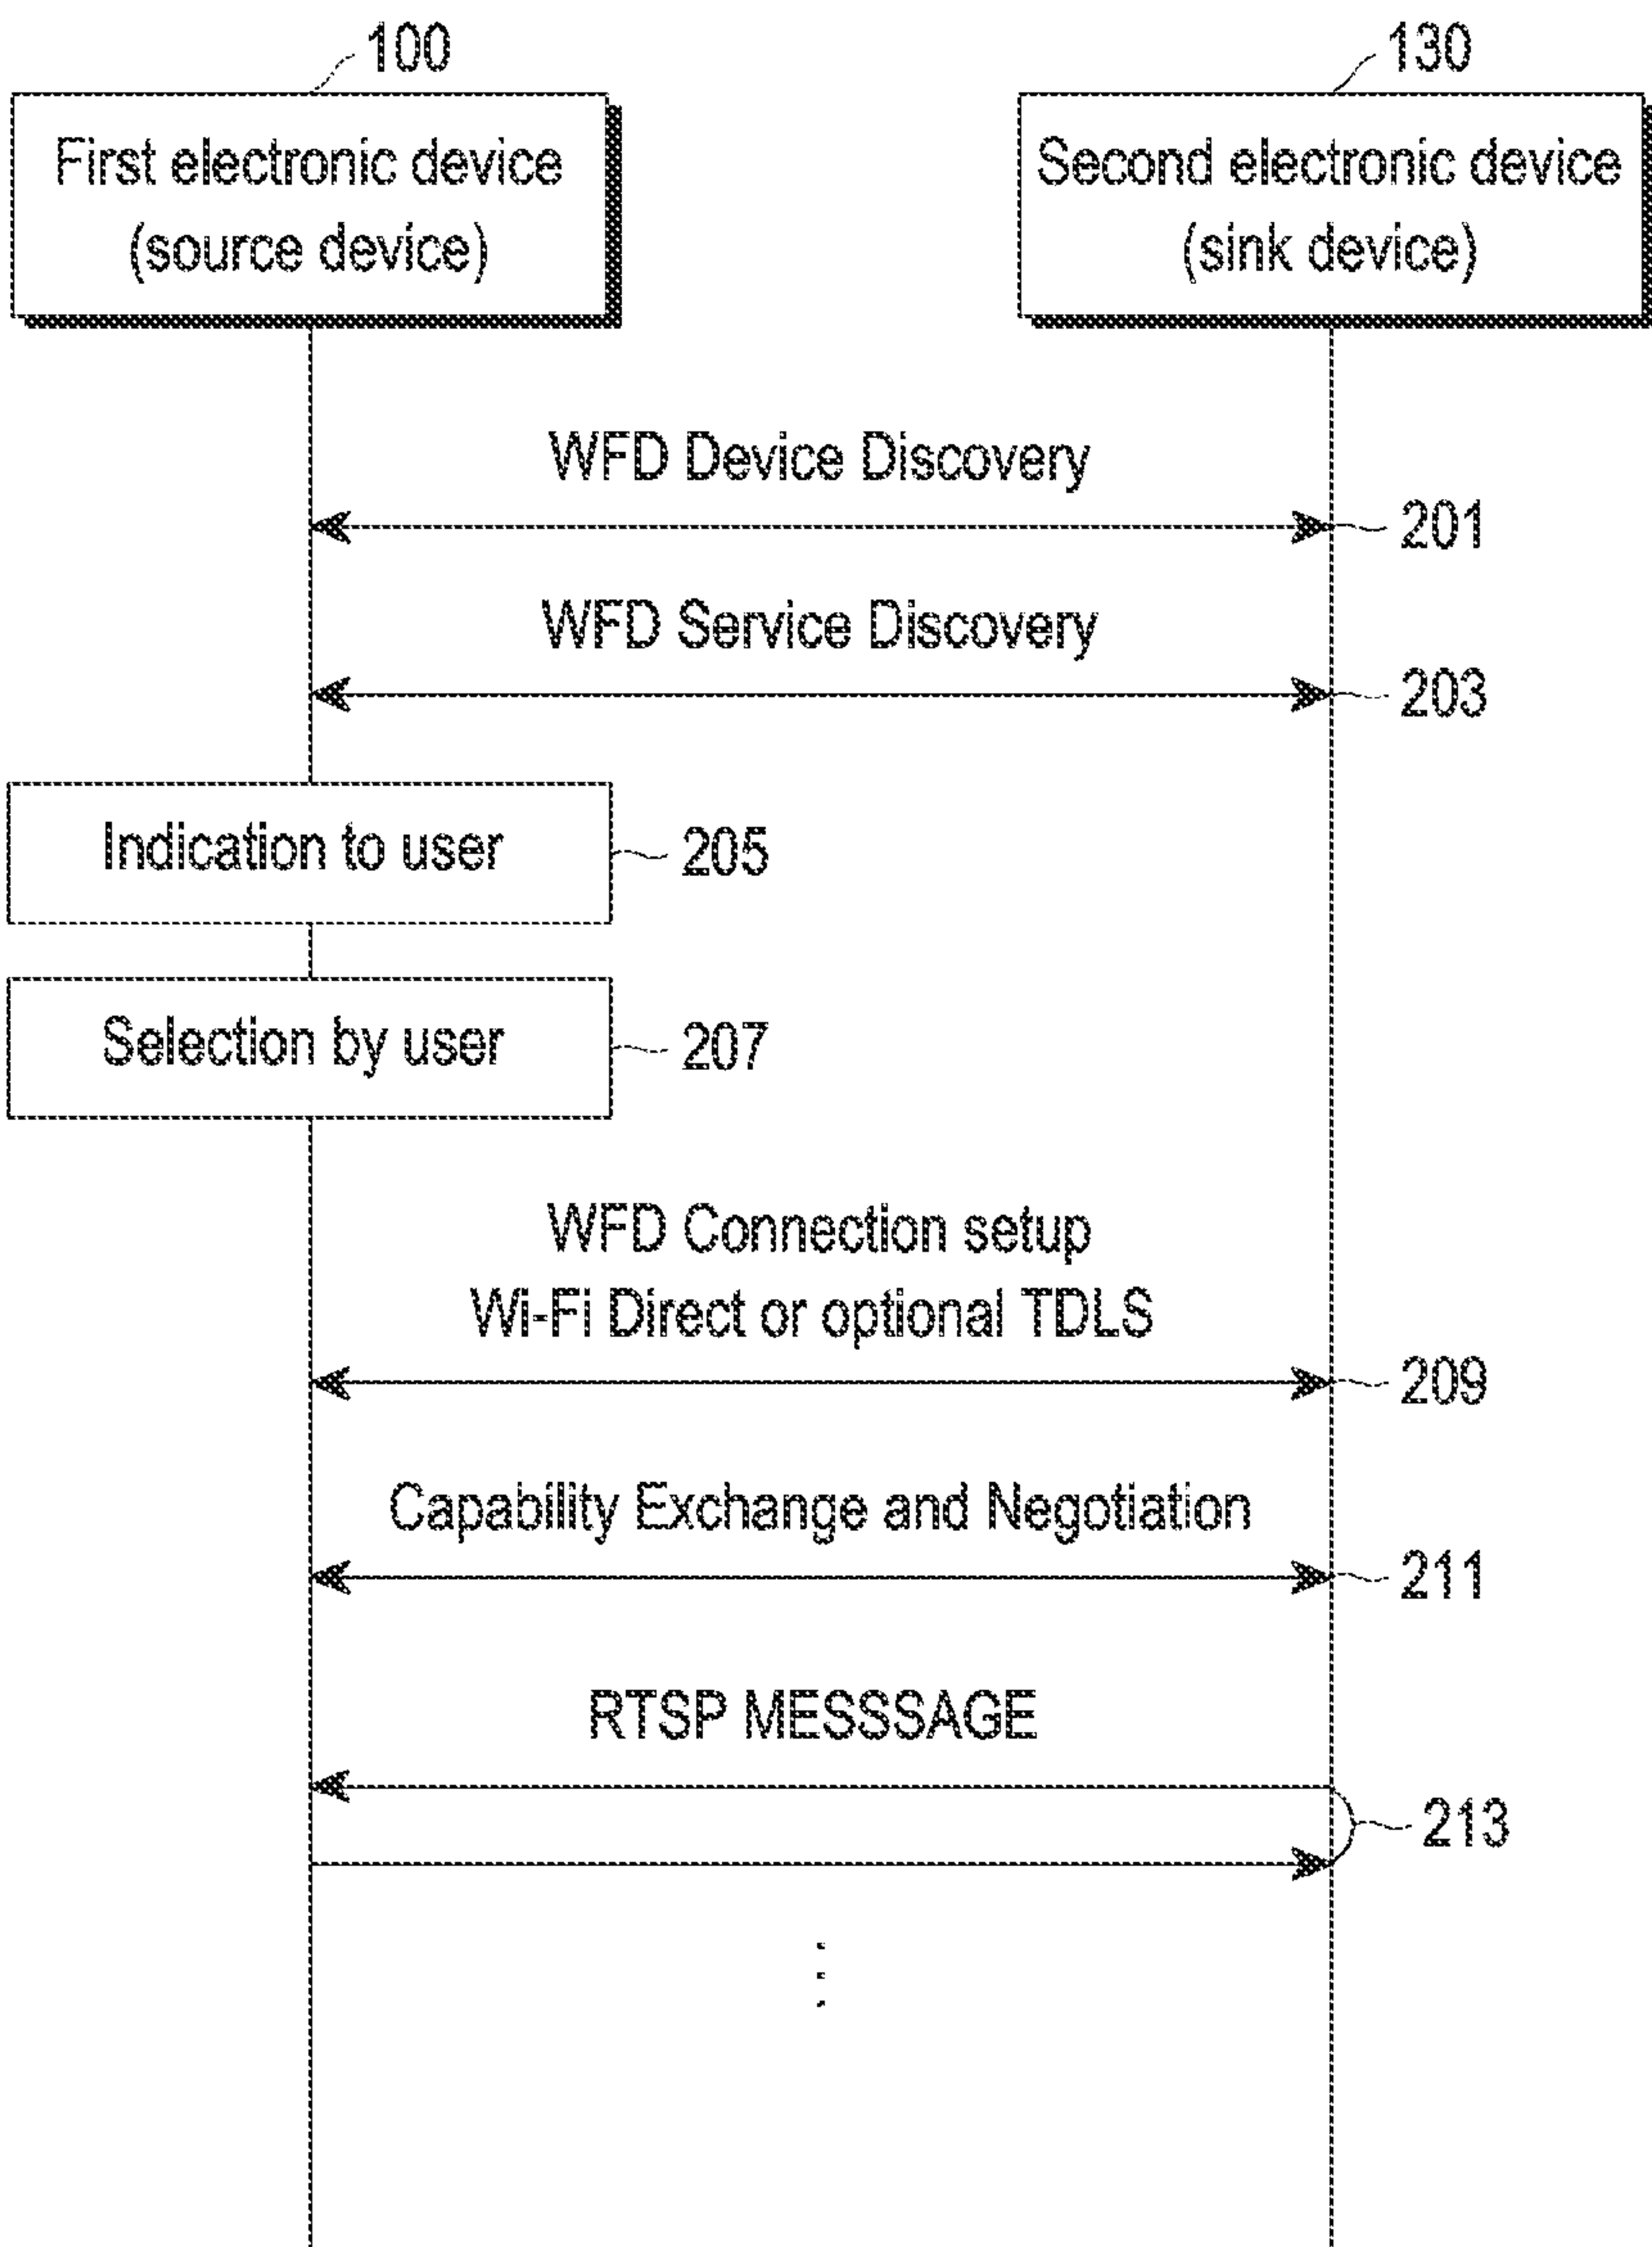 100
130
First electronic device
(source device)
Second electronic device
(sink device)
WFD Device Discovery
201
WFD Service Discovery
203
Indication to user
205
Selection by user
207
WFD Connection setup
Wi-Fi Direct or optional TDLS
209
Capability Exchange and Negotiation
211
RTSP MESSSAGE
213